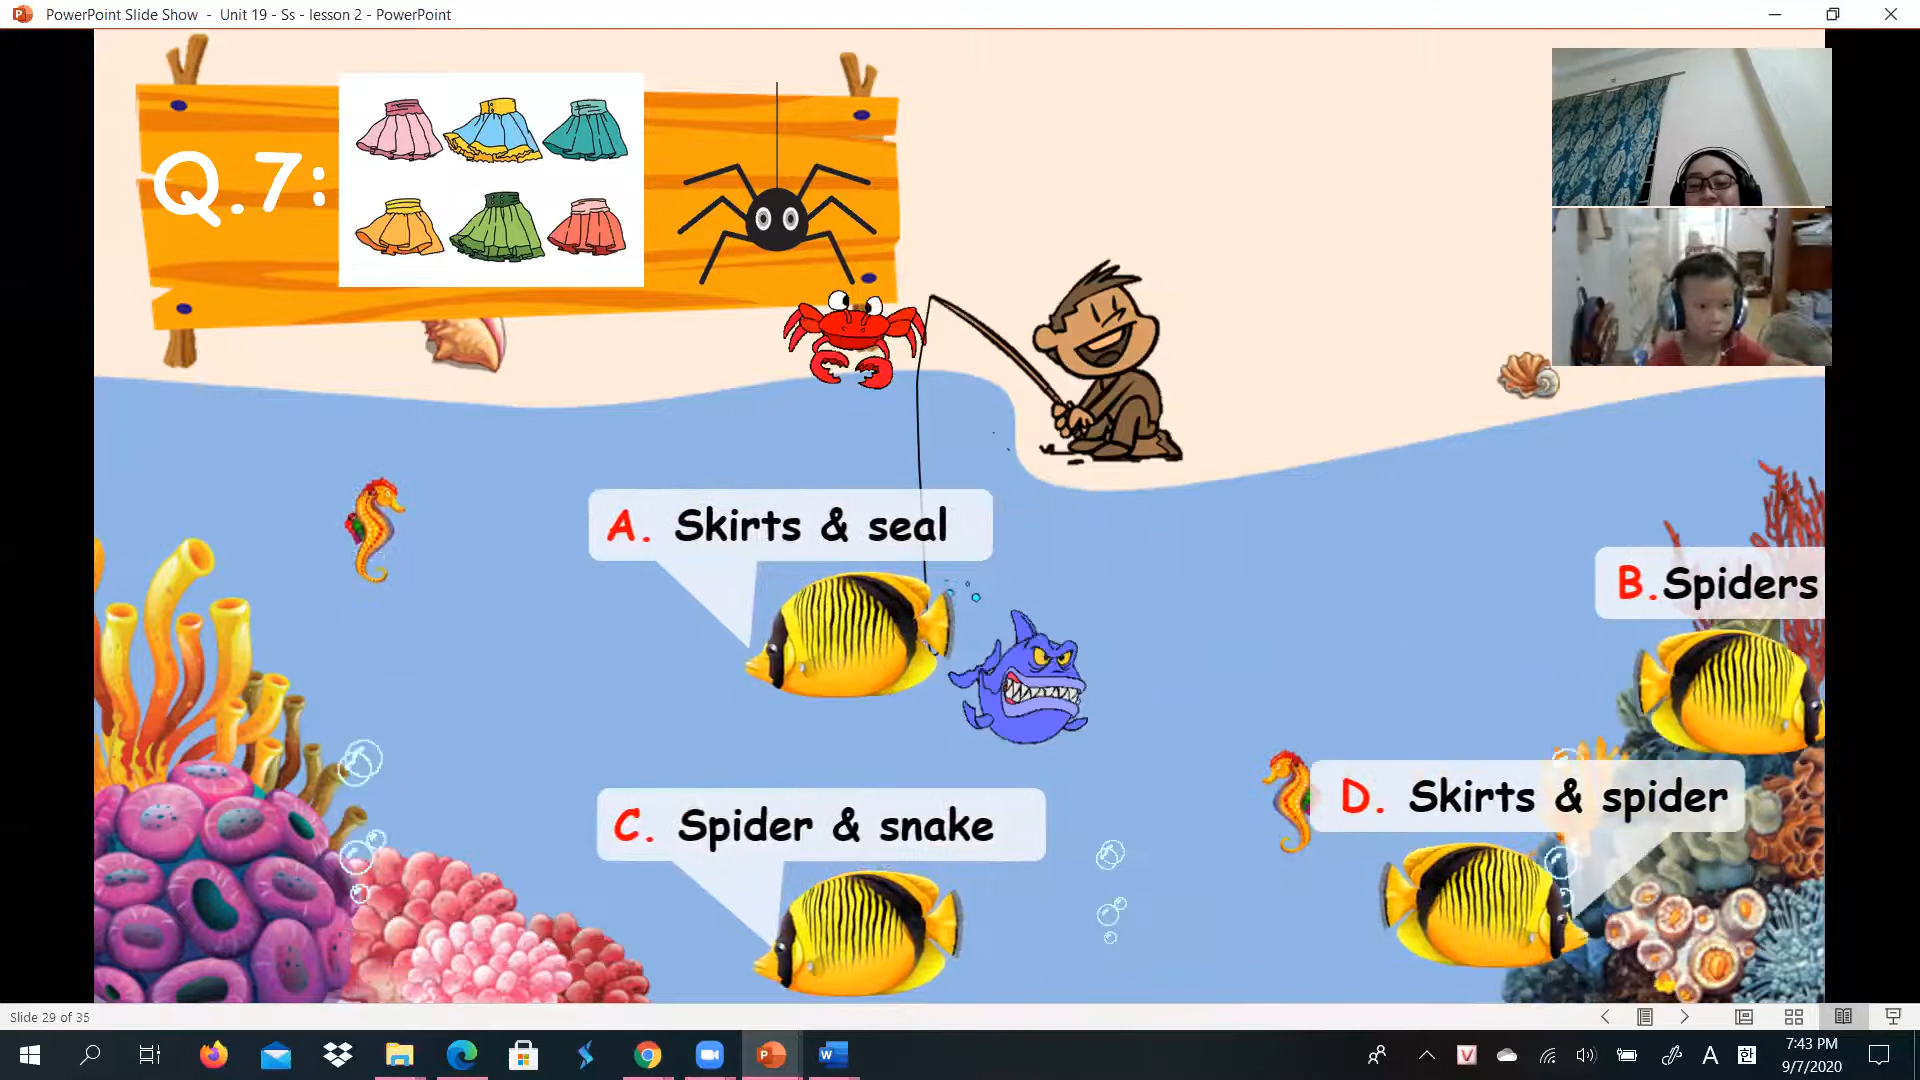 PowerPoint Slide Show - Unit 19 - Ss - lesson 2 - PowerPoint
Q.7:
A. Skirts & seal
B.Spiders
C. Spider & snake
D. Skirts & spider
Slide 29 of 35
7:43 PM
9/7/2020